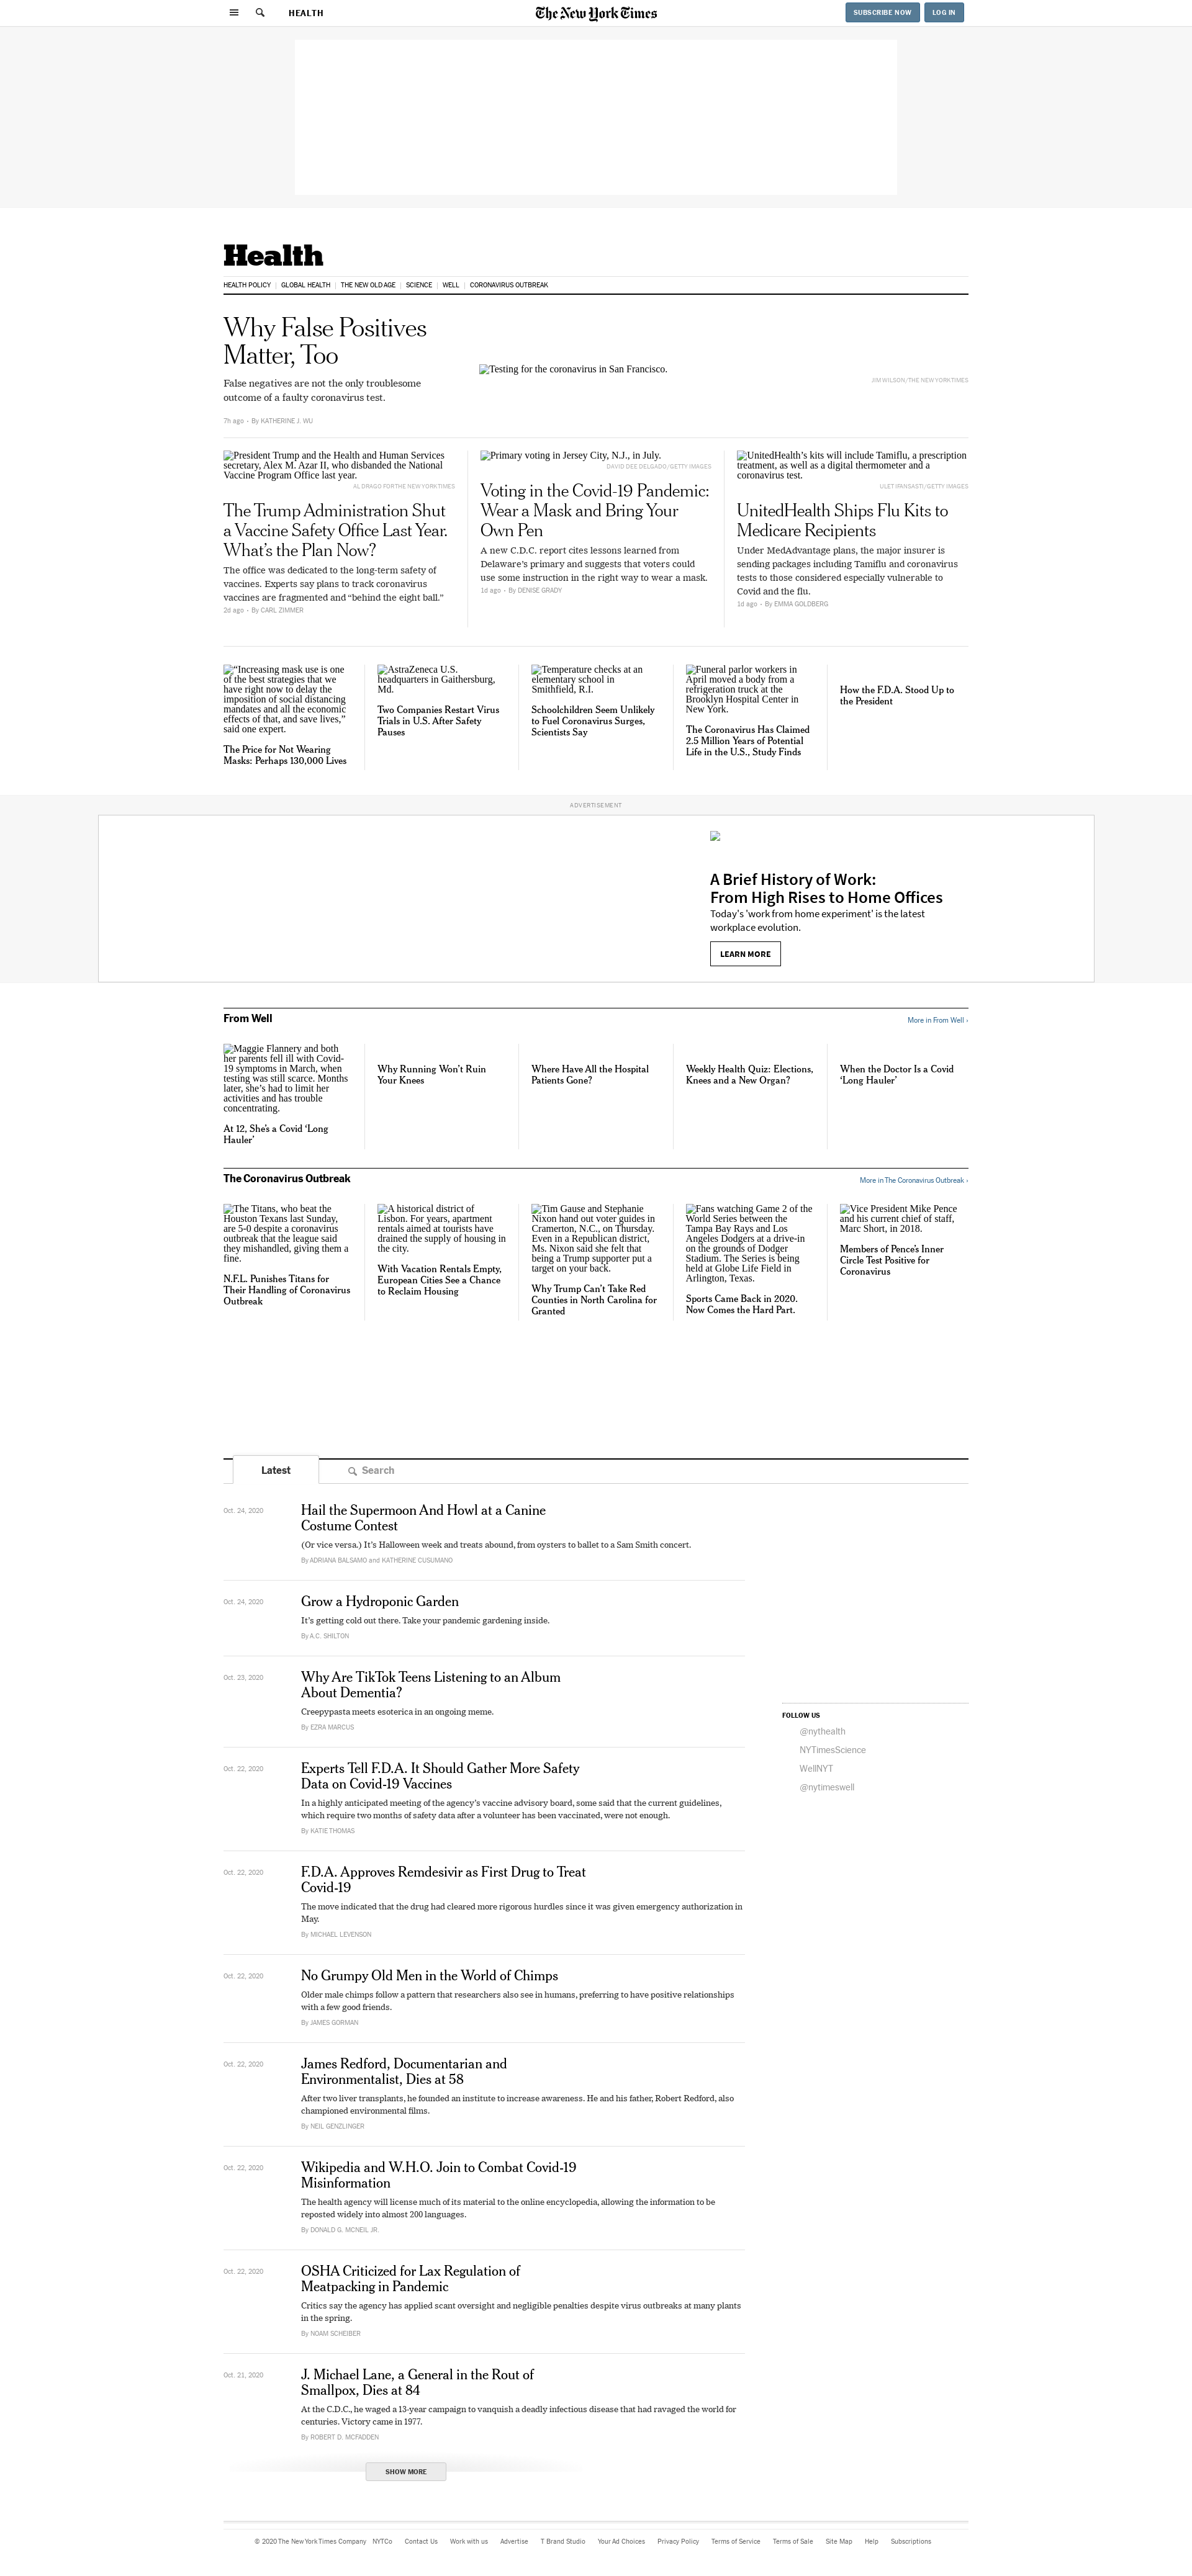 HEALTH
The New York Times
SUBSCRIBE NOW
LOG IN
Health
HEALTH POLICY
GLOBAL HEALTH
THE NEW OLD AGE
SCIENCE
WELL
CORONAVIRUS OUTBREAK
Why False Positives
Matter, Too
False negatives are not the only troublesome
outcome of a faulty coronavirus test.
7h ago • By KATHERINE J. WU
Testing for the coronavirus in San Francisco.
JIM WILSON/THE NEW YORK TIMES
President Trump and the Health and Human Services
secretary, Alex M. Azar II, who disbanded the National
Vaccine Program Office last year.
AL DRAGO FOR THE NEW YORK TIMES
The Trump Administration Shut
a Vaccine Safety Office Last Year.
What’s the Plan Now?
The office was dedicated to the long-term safety of
vaccines. Experts say plans to track coronavirus
vaccines are fragmented and “behind the eight ball.”
2d ago • By CARL ZIMMER
Primary voting in Jersey City, N.J., in July.
DAVID DEE DELGADO/GETTY IMAGES
Voting in the Covid-19 Pandemic:
Wear a Mask and Bring Your
Own Pen
A new C.D.C. report cites lessons learned from
Delaware’s primary and suggests that voters could
use some instruction in the right way to wear a mask.
1d ago • By DENISE GRADY
UnitedHealth’s kits will include Tamiflu, a prescription
treatment, as well as a digital thermometer and a
coronavirus test.
ULET IFANSASTI/GETTY IMAGES
UnitedHealth Ships Flu Kits to
Medicare Recipients
Under MedAdvantage plans, the major insurer is
sending packages including Tamiflu and coronavirus
tests to those considered especially vulnerable to
Covid and the flu.
1d ago • By EMMA GOLDBERG
“Increasing mask use is one
of the best strategies that we
have right now to delay the
imposition of social distancing
mandates and all the economic
effects of that, and save lives,”
said one expert.
The Price for Not Wearing
Masks: Perhaps 130,000 Lives
AstraZeneca U.S.
headquarters in Gaithersburg,
Md.
Two Companies Restart Virus
Trials in U.S. After Safety
Pauses
Temperature checks at an
elementary school in
Smithfield, R.I.
Schoolchildren Seem Unlikely
to Fuel Coronavirus Surges,
Scientists Say
Funeral parlor workers in
April moved a body from a
refrigeration truck at the
Brooklyn Hospital Center in
New York.
The Coronavirus Has Claimed
2.5 Million Years of Potential
Life in the U.S., Study Finds
How the F.D.A. Stood Up to
the President
ADVERTISEMENT
A Brief History of Work:
From High Rises to Home Offices
Today's 'work from home experiment' is the latest
workplace evolution.
LEARN MORE
From Well
More in From Well ›
Maggie Flannery and both
her parents fell ill with Covid-
19 symptoms in March, when
testing was still scarce. Months
later, she’s had to limit her
activities and has trouble
concentrating.
At 12, She’s a Covid ‘Long
Hauler’
Why Running Won’t Ruin
Your Knees
Where Have All the Hospital
Patients Gone?
Weekly Health Quiz: Elections,
Knees and a New Organ?
When the Doctor Is a Covid
‘Long Hauler’
The Coronavirus Outbreak
More in The Coronavirus Outbreak ›
The Titans, who beat the
Houston Texans last Sunday,
are 5-0 despite a coronavirus
outbreak that the league said
they mishandled, giving them a
fine.
N.F.L. Punishes Titans for
Their Handling of Coronavirus
Outbreak
A historical district of
Lisbon. For years, apartment
rentals aimed at tourists have
drained the supply of housing in
the city.
With Vacation Rentals Empty,
European Cities See a Chance
to Reclaim Housing
Tim Gause and Stephanie
Nixon hand out voter guides in
Cramerton, N.C., on Thursday.
Even in a Republican district,
Ms. Nixon said she felt that
being a Trump supporter put a
target on your back.
Why Trump Can’t Take Red
Counties in North Carolina for
Granted
Fans watching Game 2 of the
World Series between the
Tampa Bay Rays and Los
Angeles Dodgers at a drive-in
on the grounds of Dodger
Stadium. The Series is being
held at Globe Life Field in
Arlington, Texas.
Sports Came Back in 2020.
Now Comes the Hard Part.
Vice President Mike Pence
and his current chief of staff,
Marc Short, in 2018.
Members of Pence’s Inner
Circle Test Positive for
Coronavirus
Latest
Search
Oct. 24, 2020
Hail the Supermoon And Howl at a Canine
Costume Contest
(Or vice versa.) It’s Halloween week and treats abound, from oysters to ballet to a Sam Smith concert.
By ADRIANA BALSAMO and KATHERINE CUSUMANO
Oct. 24, 2020
Grow a Hydroponic Garden
It’s getting cold out there. Take your pandemic gardening inside.
By A.C. SHILTON
Oct. 23, 2020
Why Are TikTok Teens Listening to an Album
About Dementia?
Creepypasta meets esoterica in an ongoing meme.
By EZRA MARCUS
Oct. 22, 2020
Experts Tell F.D.A. It Should Gather More Safety
Data on Covid-19 Vaccines
In a highly anticipated meeting of the agency’s vaccine advisory board, some said that the current guidelines,
which require two months of safety data after a volunteer has been vaccinated, were not enough.
By KATIE THOMAS
Oct. 22, 2020
F.D.A. Approves Remdesivir as First Drug to Treat
Covid-19
The move indicated that the drug had cleared more rigorous hurdles since it was given emergency authorization in
May.
By MICHAEL LEVENSON
Oct. 22, 2020
No Grumpy Old Men in the World of Chimps
Older male chimps follow a pattern that researchers also see in humans, preferring to have positive relationships
with a few good friends.
By JAMES GORMAN
Oct. 22, 2020
James Redford, Documentarian and
Environmentalist, Dies at 58
After two liver transplants, he founded an institute to increase awareness. He and his father, Robert Redford, also
championed environmental films.
By NEIL GENZLINGER
Oct. 22, 2020
Wikipedia and W.H.O. Join to Combat Covid-19
Misinformation
The health agency will license much of its material to the online encyclopedia, allowing the information to be
reposted widely into almost 200 languages.
By DONALD G. MCNEIL JR.
Oct. 22, 2020
OSHA Criticized for Lax Regulation of
Meatpacking in Pandemic
Critics say the agency has applied scant oversight and negligible penalties despite virus outbreaks at many plants
in the spring.
By NOAM SCHEIBER
Oct. 21, 2020
J. Michael Lane, a General in the Rout of
Smallpox, Dies at 84
At the C.D.C., he waged a 13-year campaign to vanquish a deadly infectious disease that had ravaged the world for
centuries. Victory came in 1977.
By ROBERT D. MCFADDEN
SHOW MORE
FOLLOW US
@nythealth
NYTimesScience
WellNYT
@nytimeswell
© 2020 The New York Times Company NYTCo Contact Us Work with us Advertise T Brand Studio Your Ad Choices Privacy Policy Terms of Service Terms of Sale Site Map Help Subscriptions